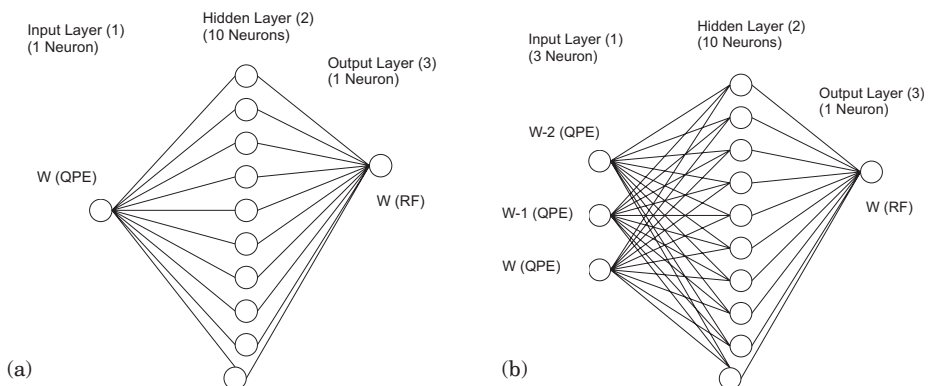 Input Layer (1)
(1 Neuron)
Hidden Layer (2)
(10 Neurons)
Output Layer (3)
(1 Neuron)
W (QPE)
W (RF)
(a)
Input Layer (1)
(3 Neuron)
Hidden Layer (2)
(10 Neurons)
Output Layer (3)
(1 Neuron)
W-2 (QPE)
W-1 (QPE)
W (QPE)
W (RF)
(b)